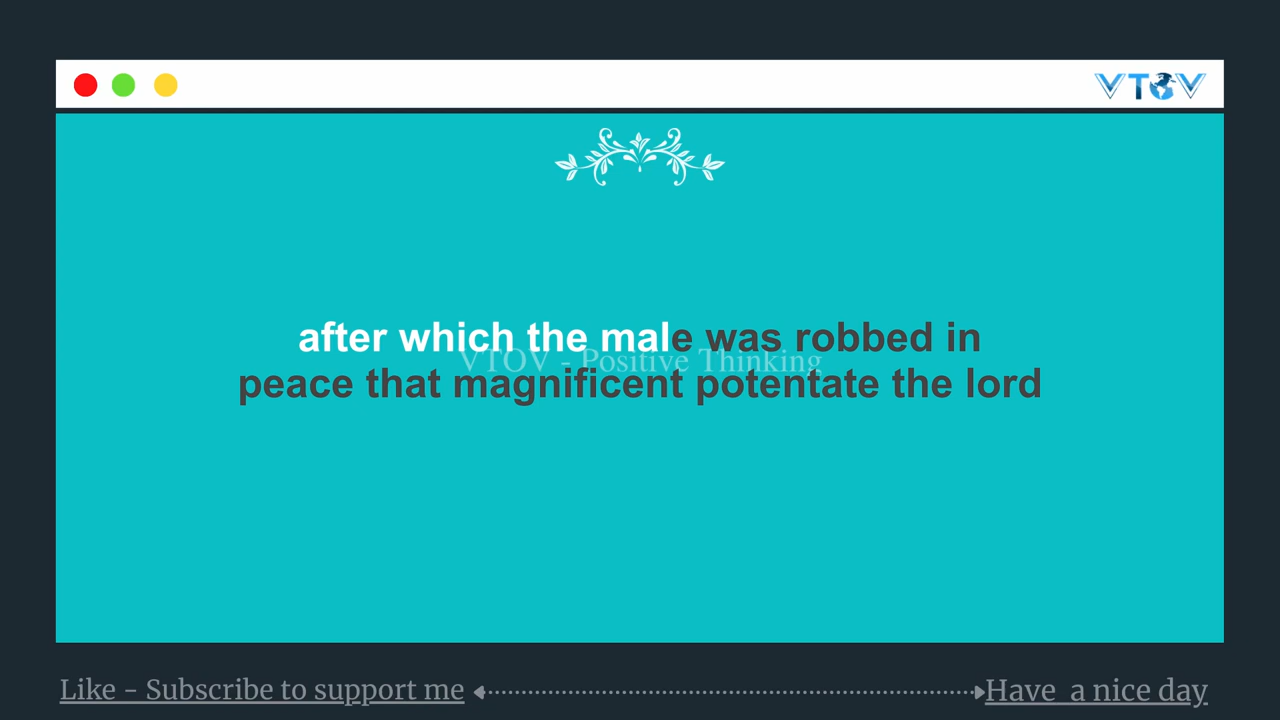 VTOV
after which the male was robbed in
VTOV - Positive Thinking
peace that magnificent potentate the lord
Like - Subscribe to support me
Have a nice day